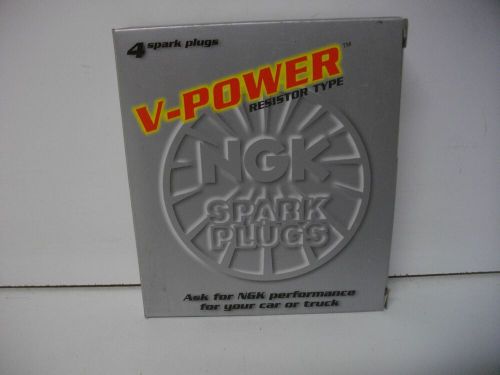 4 spark plugs
V-POWER™
RESISTOR TYPE
NGK
SPARK
PLUGS
Ask for NGK performance
for your car or truck